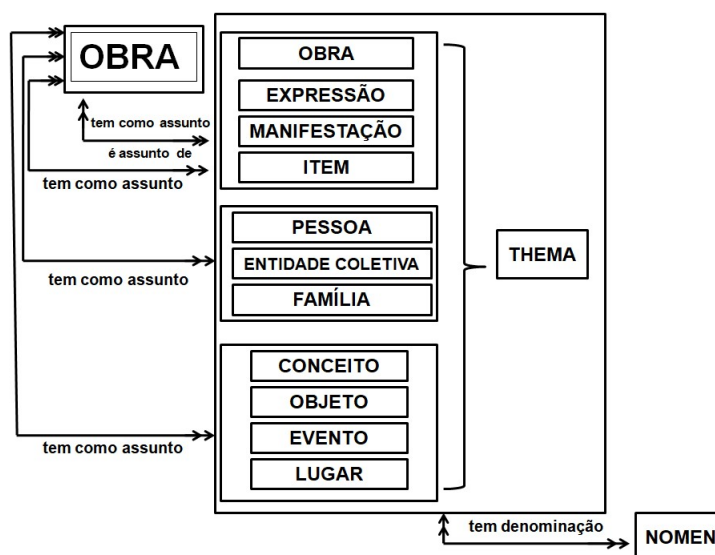 OBRA
tem como assunto
é assunto de
tem como assunto
tem como assunto
tem como assunto
OBRA
EXPRESSÃO
MANIFESTAÇÃO
ITEM
PESSOA
ENTIDADE COLETIVA
FAMÍLIA
CONCEITO
OBJETO
EVENTO
LUGAR
THEMA
tem denominação
NOMEN